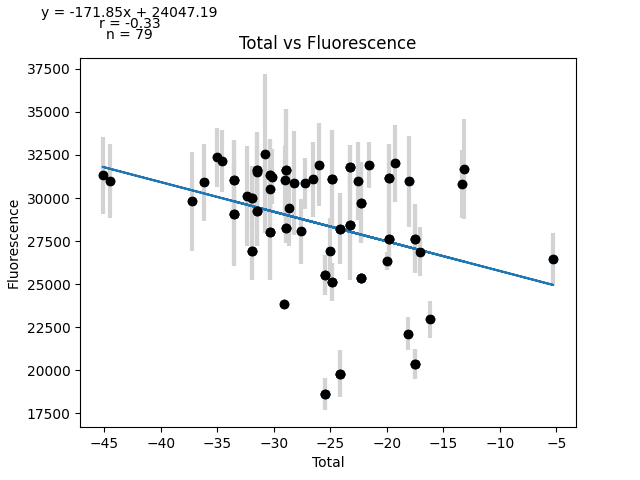 y = -171.85x + 24047.19
r = -0.33
n = 79
Total vs Fluorescence
37500
35000
32500
30000
27500
25000
22500
20000
17500
Fluorescence
−45 −40 −35 −30 −25 −20 −15 −10 −5
Total